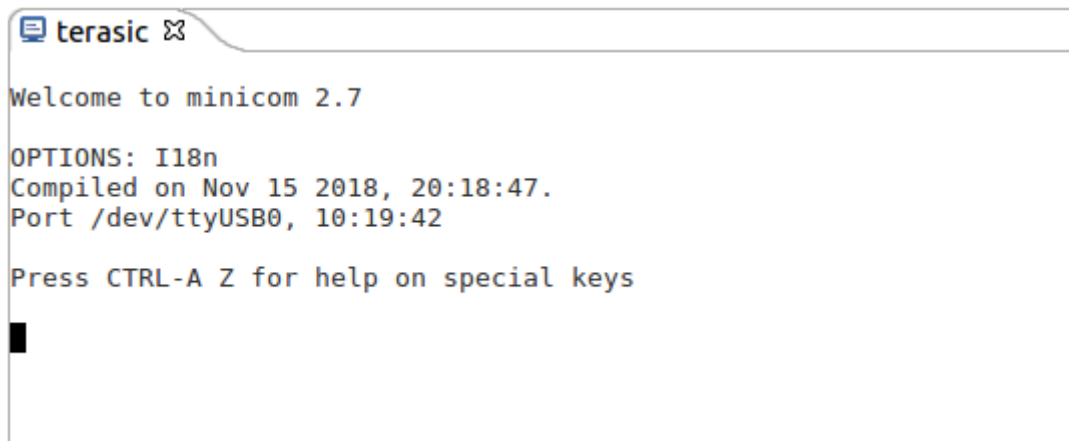 terasic
Welcome to minicom 2.7
OPTIONS: I18n
Compiled on Nov 15 2018, 20:18:47.
Port /dev/ttyUSB0, 10:19:42
Press CTRL-A Z for help on special keys